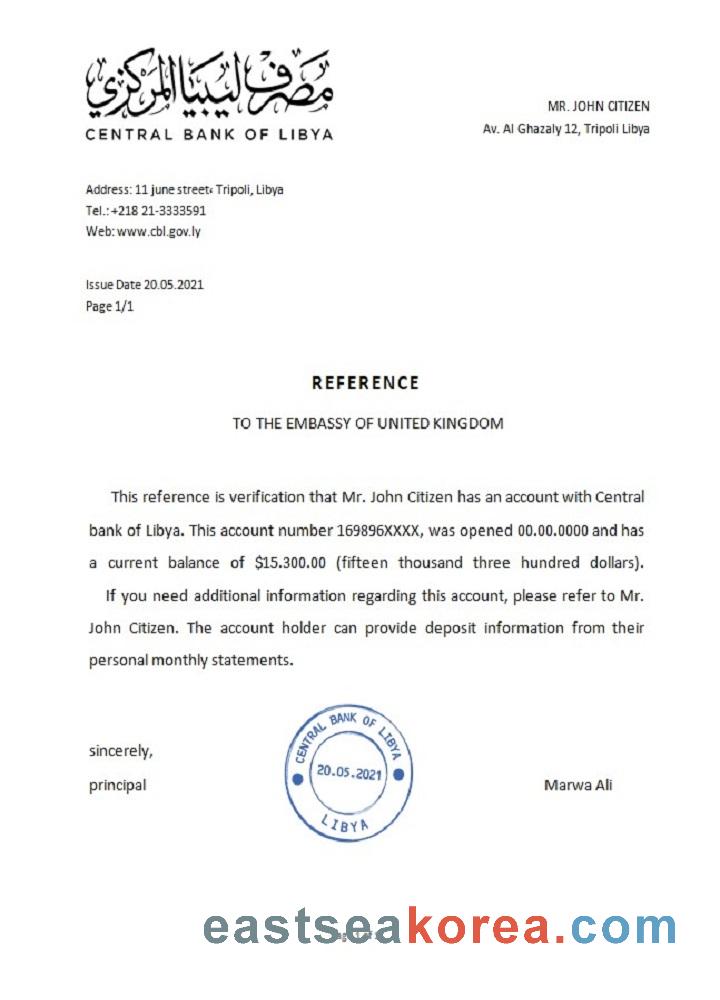 مصرف ليبيا المركزي
CENTRAL BANK OF LIBYA
MR. JOHN CITIZEN
Av. Al Ghazaly 12, Tripoli Libya
Address: 11 june street، Tripoli, Libya
Tel.: +218 21-3333591
Web: www.cbl.gov.ly
Issue Date 20.05.2021
Page 1/1
REFERENCE
TO THE EMBASSY OF UNITED KINGDOM
This reference is verification that Mr. John Citizen has an account with Central
bank of Libya. This account number 169896XXXX, was opened 00.00.0000 and has
a current balance of $15.300.00 (fifteen thousand three hundred dollars).
If you need additional information regarding this account, please refer to Mr.
John Citizen. The account holder can provide deposit information from their
personal monthly statements.
sincerely,
principal
CENTRAL BANK OF LIBYA
20.05.2021
LIBYA
Marwa Ali
eastseakorea.com